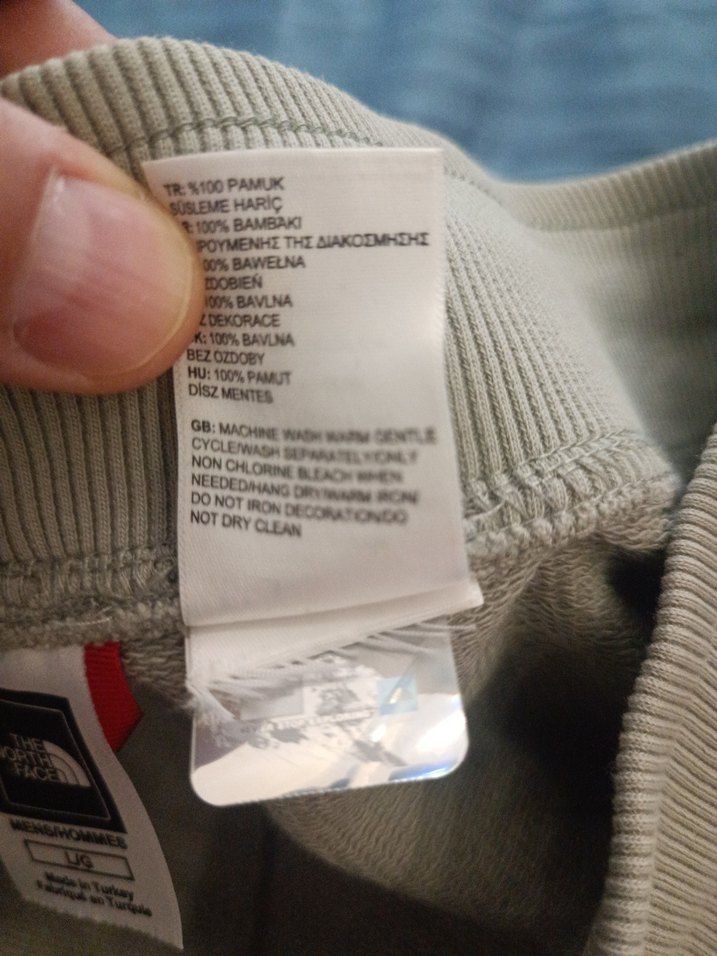 TR: %100 PAMUK
SÜSLEME HARİÇ
100% BAMBAKI
ΤΗΣ ΔΙΑΚΟΣΜΗΣΗΣ
BAWEŁNA
100% BAVLNA
DEKORACE
100% BAVLNA
BEZ OZDOBY
HU: 100% PAMUT
DÍSZ MENTES
GB: MACHINE WASH WARM GENTLE
CYCLE/WASH SEPARATELY/ONLY
NON CHLORINE BLEACH WHEN
NEEDED/HANG DRY/WARM IRON/
DO NOT IRON DECORATION/DO
NOT DRY CLEAN
THE
NORTH
FACE
MENS/HOMMES
L/G
Made in Turkey
Fabriqué en Turquie